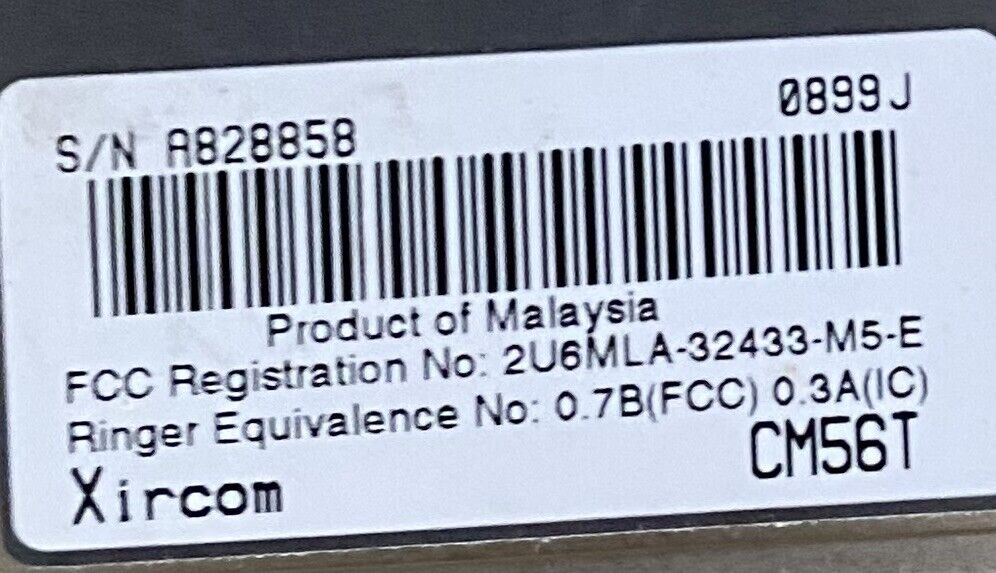 S/N A828858 0899J
Product of Malaysia
FCC Registration No: 2U6MLA-32433-M5-E
Ringer Equivalence No: 0.7B(FCC) 0.3A(IC)
Xircom CM56T